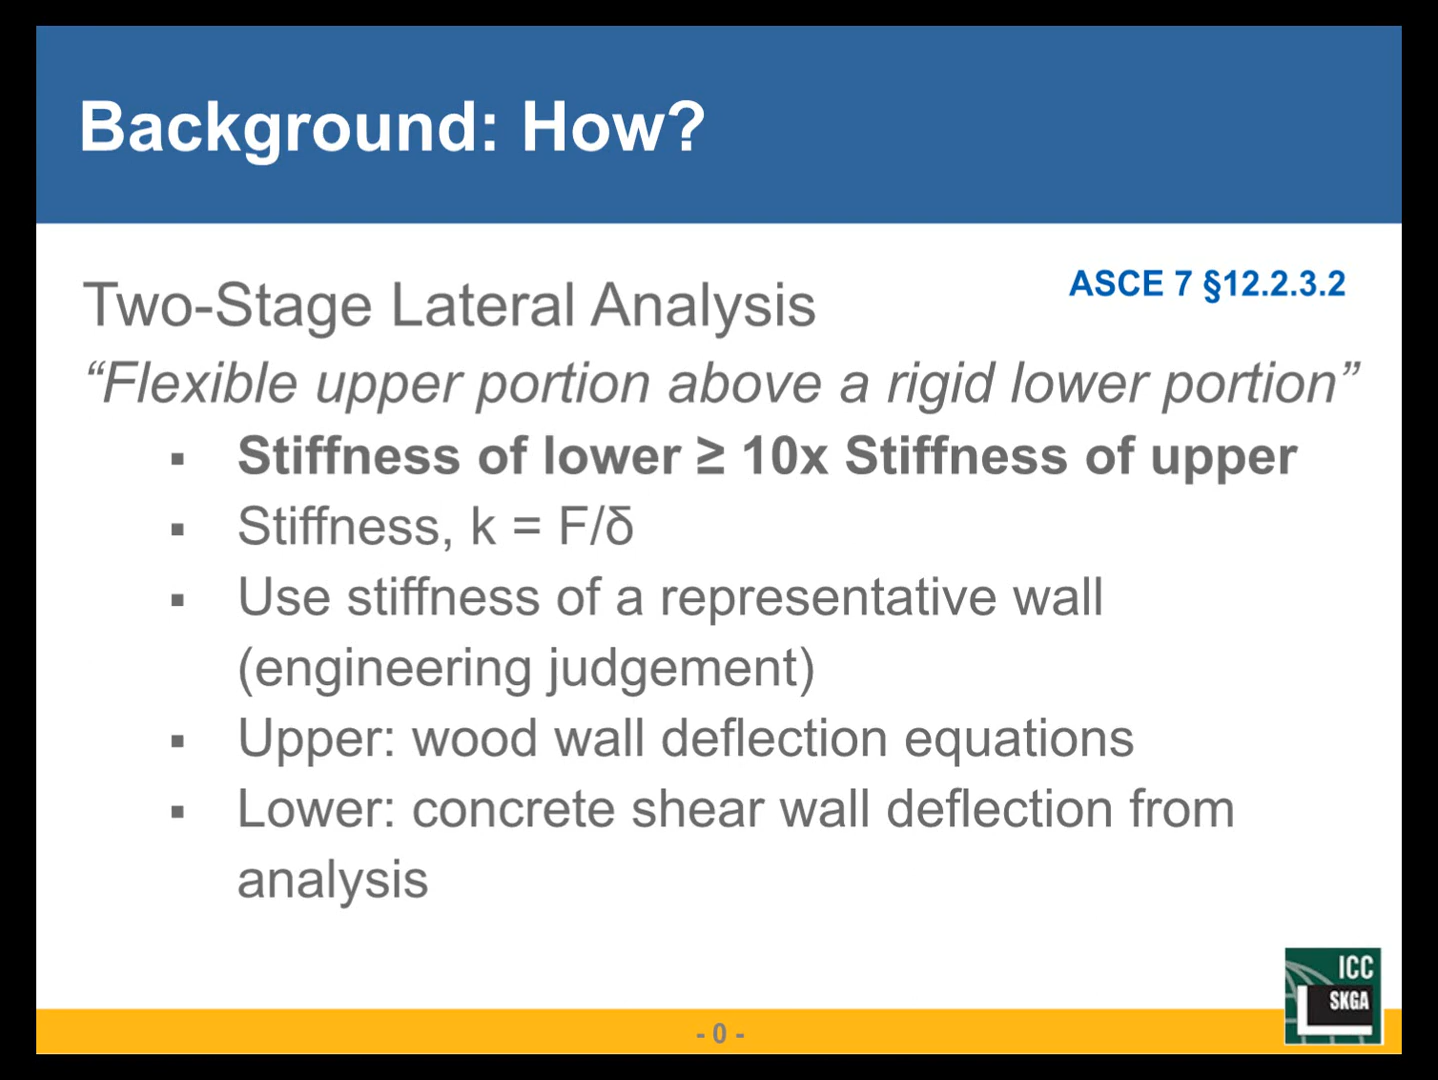 Background: How?
Two-Stage Lateral Analysis
ASCE 7 §12.2.3.2
“Flexible upper portion above a rigid lower portion”
▪ Stiffness of lower ≥ 10x Stiffness of upper
▪ Stiffness, k = F/δ
▪ Use stiffness of a representative wall
(engineering judgement)
▪ Upper: wood wall deflection equations
▪ Lower: concrete shear wall deflection from
analysis
ICC
SKGA
- 0 -